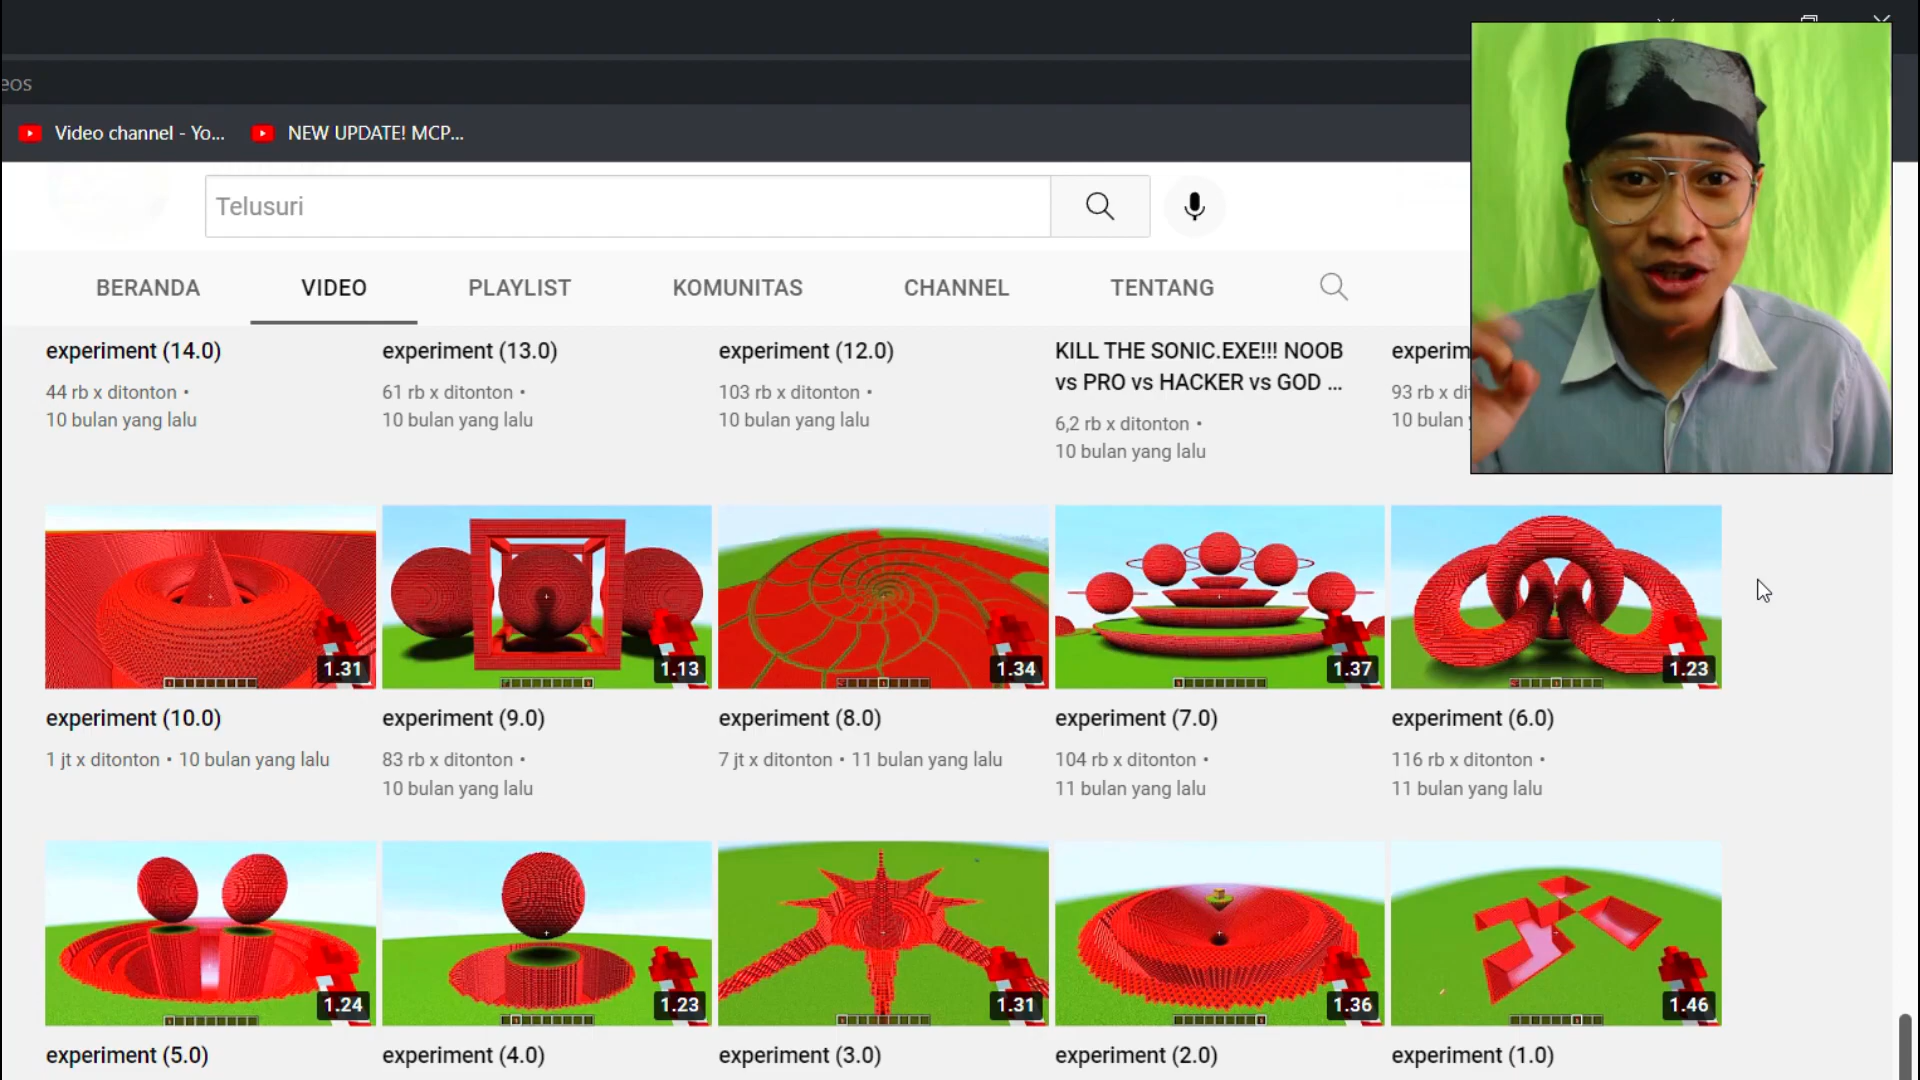 eos
Video channel - Yo...
NEW UPDATE! MCP...
Telusuri
BERANDA
VIDEO
PLAYLIST
KOMUNITAS
CHANNEL
TENTANG
experiment (14.0)
44 rb x ditonton •
10 bulan yang lalu
experiment (13.0)
61 rb x ditonton •
10 bulan yang lalu
experiment (12.0)
103 rb x ditonton •
10 bulan yang lalu
KILL THE SONIC.EXE!!! NOOB
vs PRO vs HACKER vs GOD ...
6,2 rb x ditonton •
10 bulan yang lalu
experim
93 rb x di
10 bulan
1.31
experiment (10.0)
1 jt x ditonton • 10 bulan yang lalu
1.13
experiment (9.0)
83 rb x ditonton •
10 bulan yang lalu
1.34
experiment (8.0)
7 jt x ditonton • 11 bulan yang lalu
1.37
experiment (7.0)
104 rb x ditonton •
11 bulan yang lalu
1.23
experiment (6.0)
116 rb x ditonton •
11 bulan yang lalu
1.24
experiment (5.0)
1.23
experiment (4.0)
1.31
experiment (3.0)
1.36
experiment (2.0)
1.46
experiment (1.0)